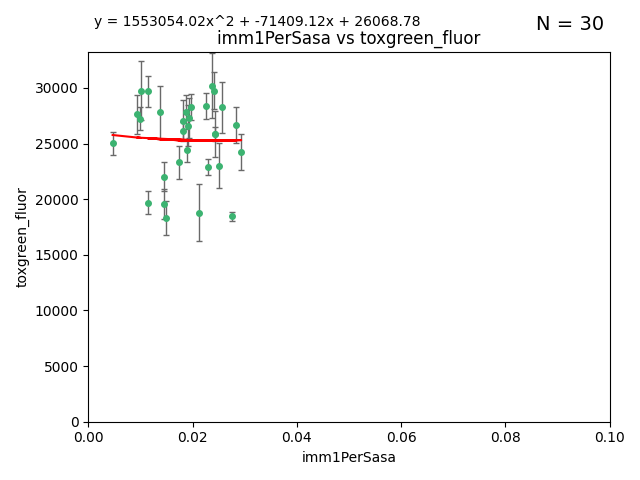 y = 1553054.02x^2 + -71409.12x + 26068.78
N = 30
imm1PerSasa vs toxgreen_fluor
30000
25000
20000
15000
10000
5000
0
toxgreen_fluor
0.00 0.02 0.04 0.06 0.08 0.10
imm1PerSasa